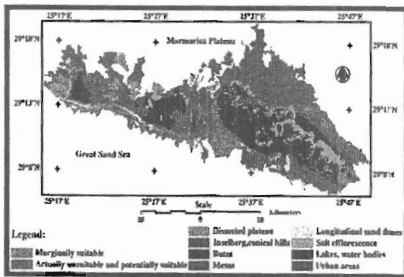 25°17'E 25°27'E 25°37'E 25°47'E
Marmarica Plateau
29°18'N 29°18'N
29°13'N 29°13'N
Great Sand Sea
29°8'N 29°8'N
25°17'E 25°27'E 25°37'E 25°47'E
Scale
10 0 10
Kilometers
Legend:
Marginally suitable
Actually unsuitable and potentially suitable
Dissected plateau
Inselberg, conical hills
Butes
Mesas
Longitudinal sand dunes
Salt efflorescence
Lakes, water bodies
Urban areas